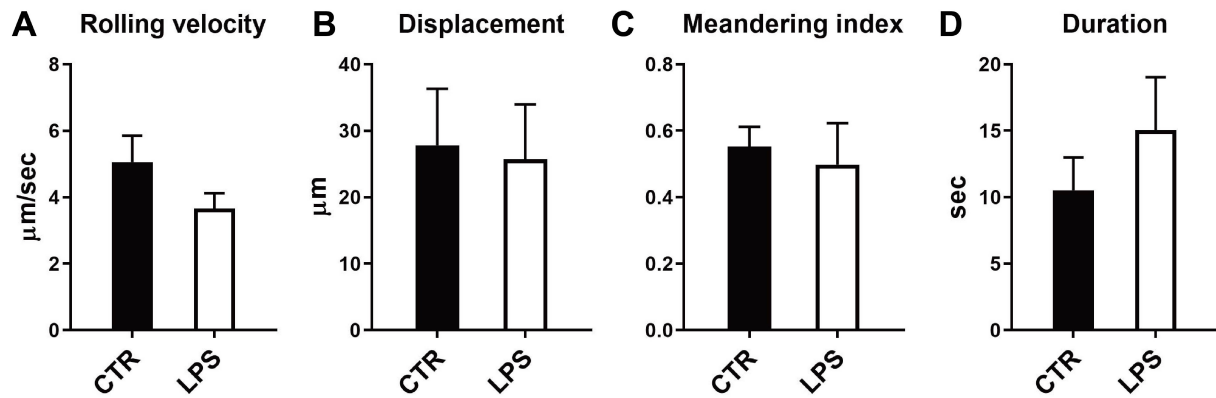 A Rolling velocity
μm/sec
8
6
4
2
0
CTR LPS
B Displacement
μm
40
30
20
10
0
CTR LPS
C Meandering index
0.8
0.6
0.4
0.2
0.0
CTR LPS
D Duration
sec
20
15
10
5
0
CTR LPS